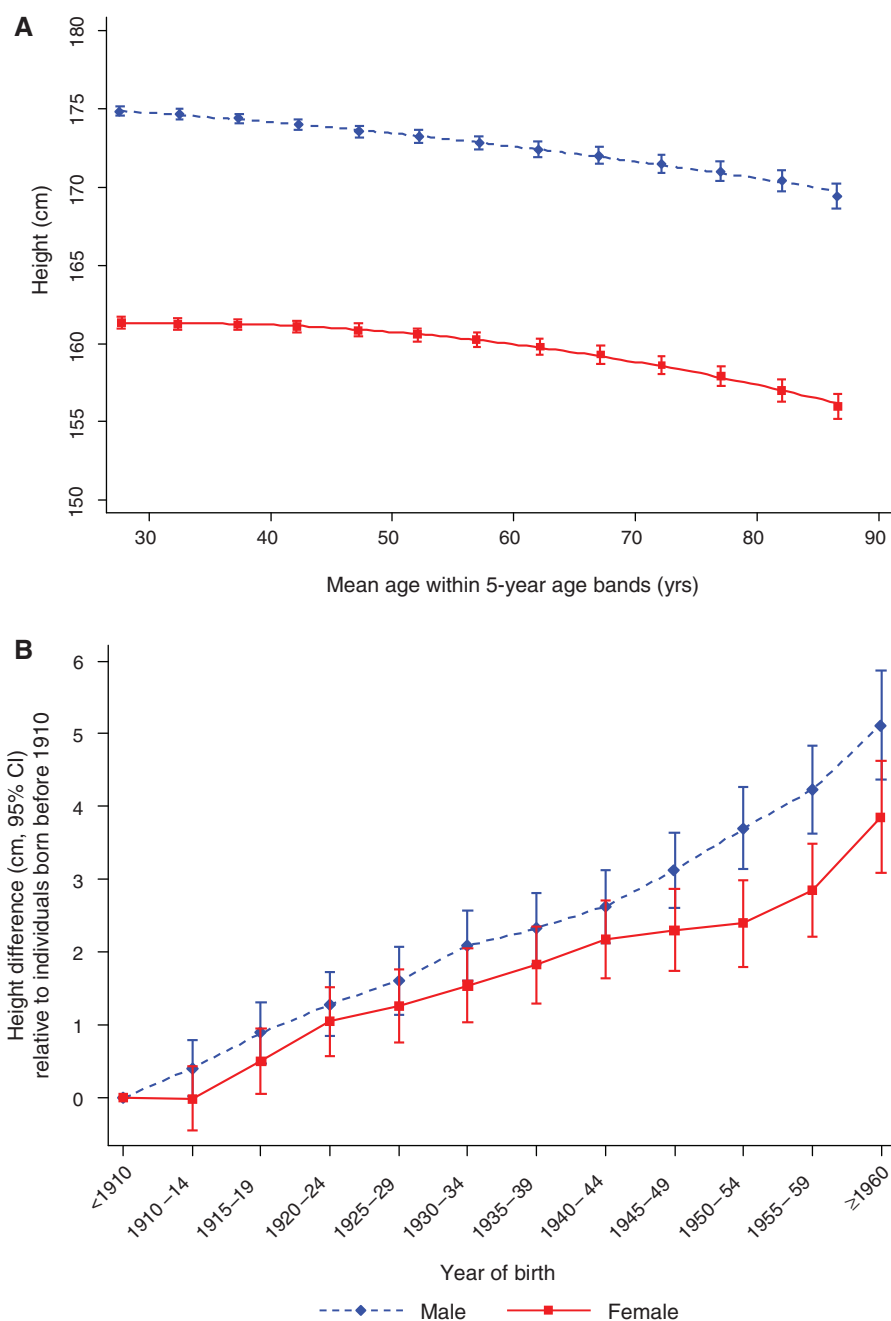 A
180
175
170
165
160
155
150
Height (cm)
30 40 50 60 70 80 90
Mean age within 5-year age bands (yrs)
B
6
5
4
3
2
1
0
Height difference (cm, 95% CI)
relative to individuals born before 1910
<1910
1910–14
1915–19
1920–24
1925–29
1930–34
1935–39
1940–44
1945–49
1950–54
1955–59
≥1960
Year of birth
Male Female